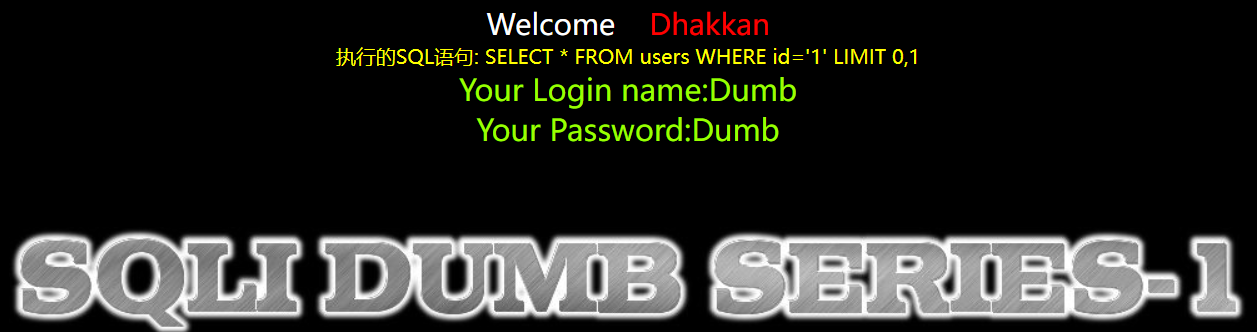 Welcome Dhakkan
执行的SQL语句: SELECT * FROM users WHERE id='1' LIMIT 0,1
Your Login name:Dumb
Your Password:Dumb
SQLI DUMB SERIES-1